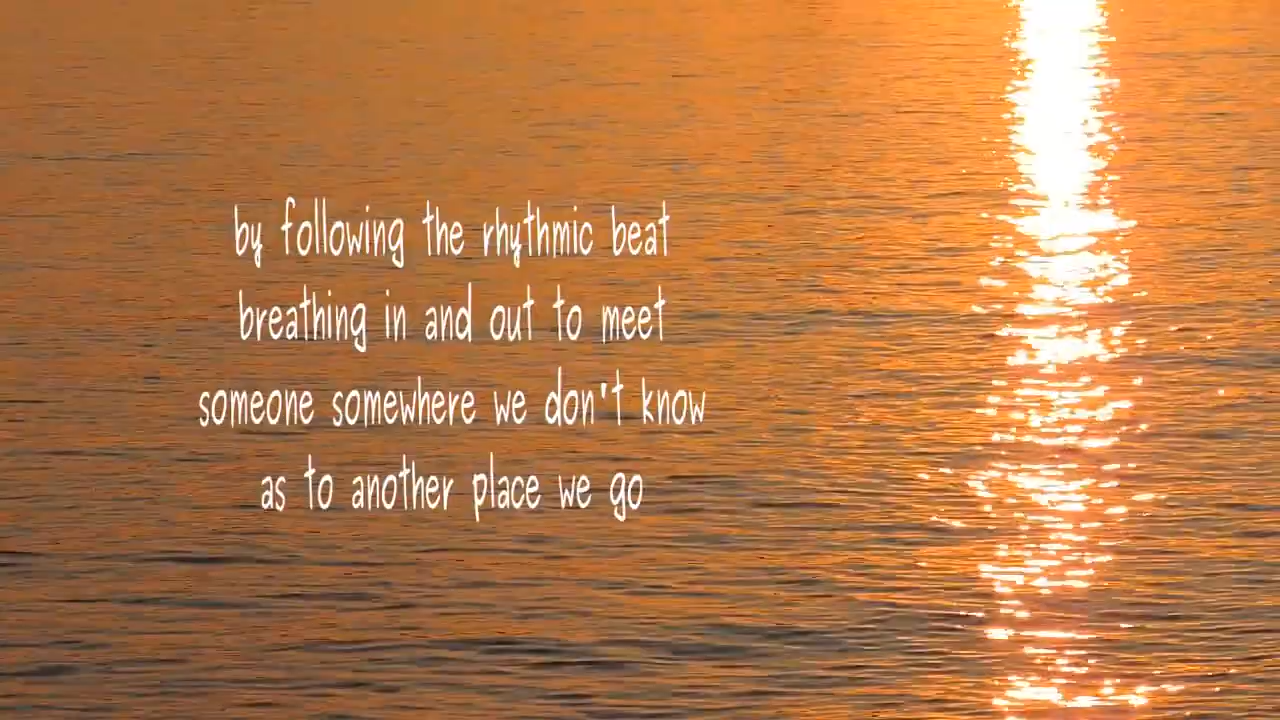 by following the rhythmic beat
breathing in and out to meet
someone somewhere we don't know
as to another place we go